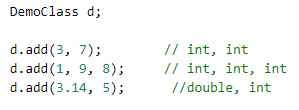 DemoClass d;
d.add(3, 7);        // int, int
d.add(1, 9, 8);     // int, int, int
d.add(3.14, 5);      //double, int